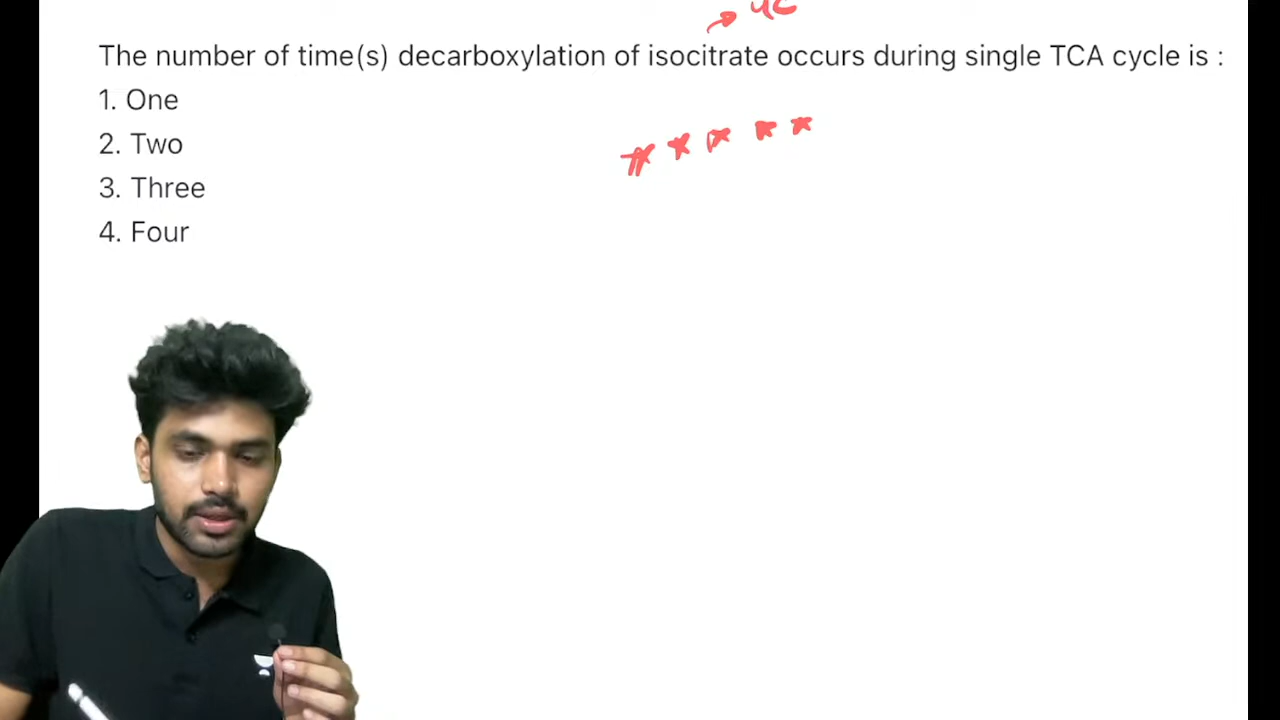 The number of time(s) decarboxylation of isocitrate occurs during single TCA cycle is :
1. One
2. Two
3. Three
4. Four